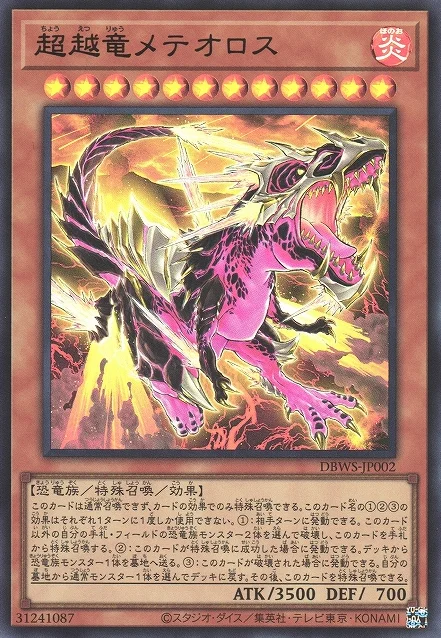 超越竜メテオロス
ちょう えつ りゅう
炎
ほのお
DBWS-JP002
【恐竜族／特殊召喚／効果】
このカードは通常召喚できず、カードの効果でのみ特殊召喚できる。このカード名の①②③の
効果はそれぞれ1ターンに1度しか使用できない。①：相手ターンに発動できる。このカード
以外の自分の手札・フィールドの恐竜族モンスター2体を選んで破壊し、このカードを手札
から特殊召喚する。②：このカードが特殊召喚に成功した場合に発動できる。デッキから
恐竜族モンスター1体を墓地へ送る。③：このカードが破壊された場合に発動できる。自分の
墓地から通常モンスター1体を選んでデッキに戻す。その後、このカードを特殊召喚する。
ATK/3500 DEF/ 700
31241087
©スタジオ・ダイス／集英社・テレビ東京・KONAMI